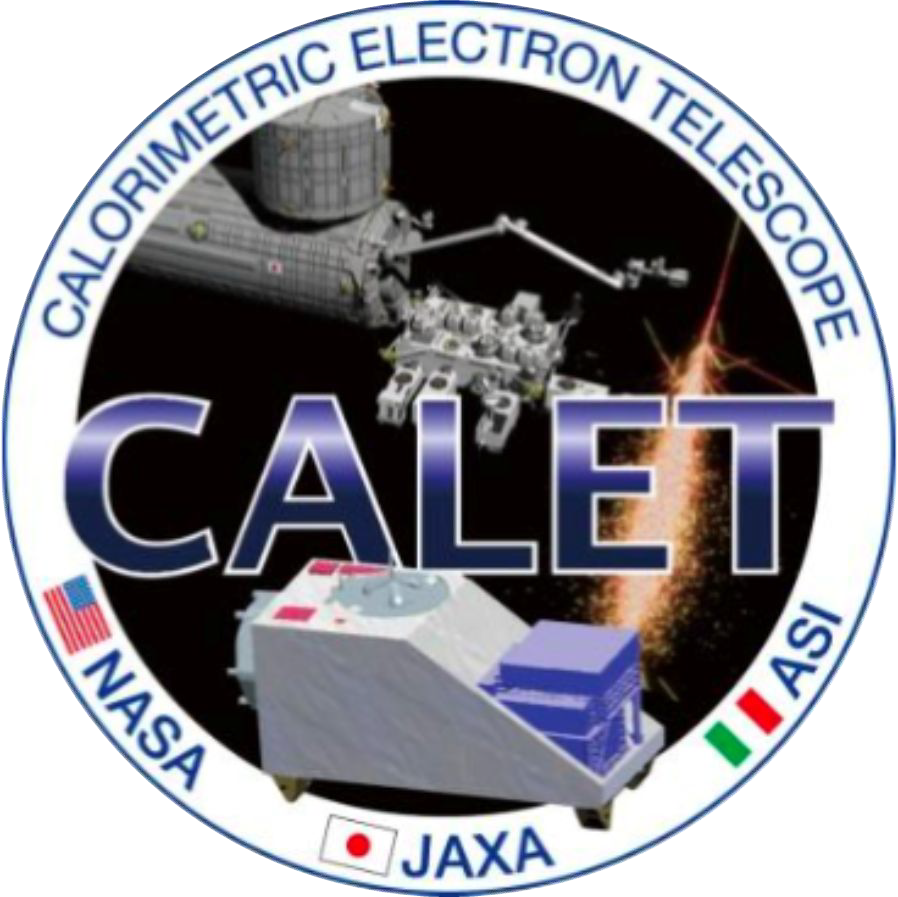 CALORIMETRIC ELECTRON TELESCOPE
CALET
NASA
JAXA
ASI